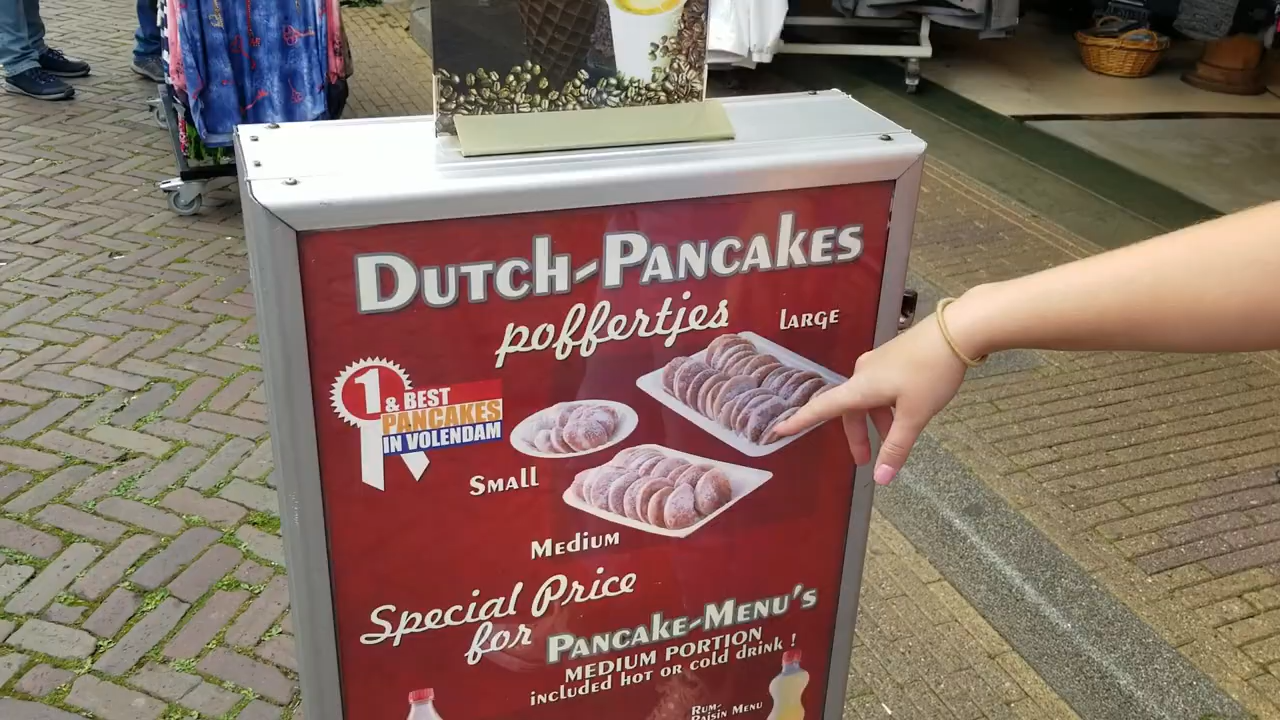 Dutch-Pancakes
poffertjes
Large
1 & BEST
PANCAKES
IN VOLENDAM
Small
Medium
Special Price
for Pancake-Menu's
MEDIUM PORTION
included hot or cold drink !
Rum-
Raisin Menu